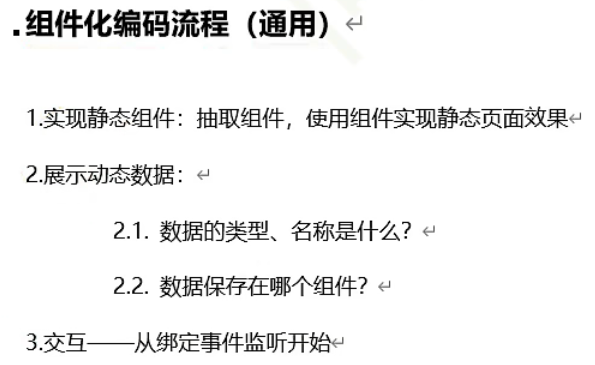 .组件化编码流程（通用）
1.实现静态组件：抽取组件，使用组件实现静态页面效果
2.展示动态数据：
2.1. 数据的类型、名称是什么？
2.2. 数据保存在哪个组件？
3.交互——从绑定事件监听开始